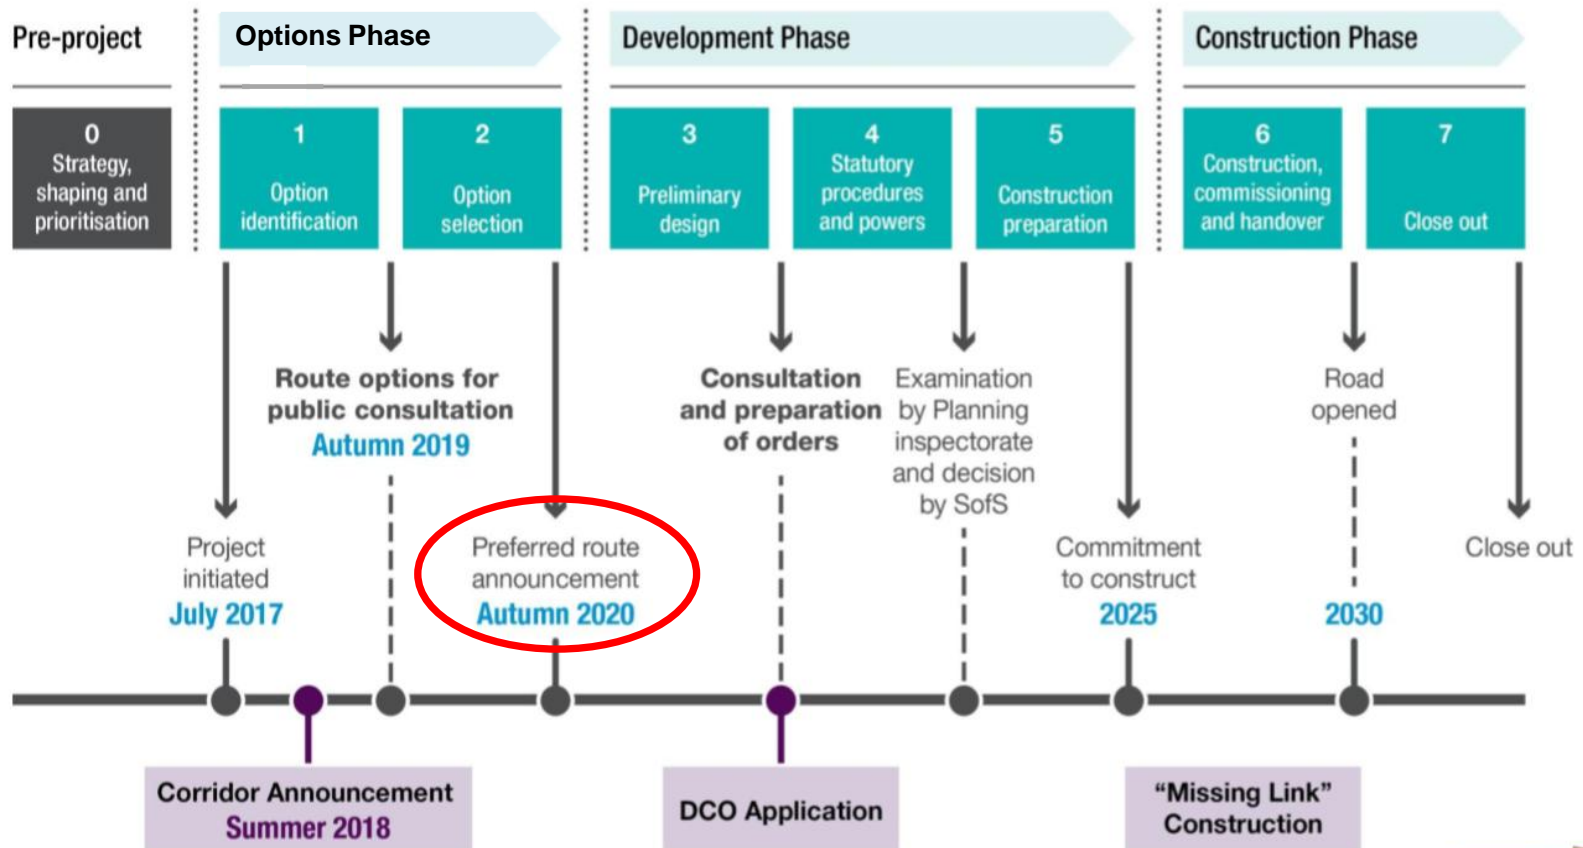 Pre-project
Options Phase
Development Phase
Construction Phase
0
Strategy,
shaping and
prioritisation
1
Option
identification
2
Option
selection
3
Preliminary
design
4
Statutory
procedures
and powers
5
Construction
preparation
6
Construction,
commissioning
and handover
7
Close out
Route options for
public consultation
Autumn 2019
Consultation
and preparation
of orders
Examination
by Planning
inspectorate
and decision
by SofS
Road
opened
Project
initiated
July 2017
Preferred route
announcement
Autumn 2020
Commitment
to construct
2025
2030
Close out
Corridor Announcement
Summer 2018
DCO Application
“Missing Link”
Construction